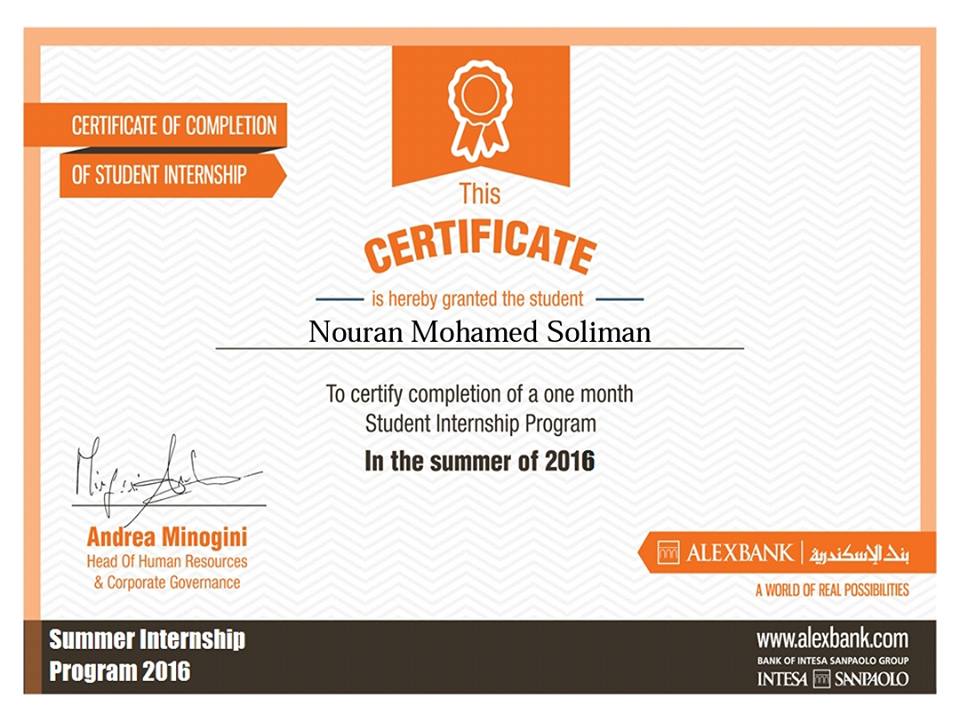 CERTIFICATE OF COMPLETION
OF STUDENT INTERNSHIP
This
CERTIFICATE
is hereby granted the student
Nouran Mohamed Soliman
To certify completion of a one month
Student Internship Program
In the summer of 2016
Andrea Minogini
Head Of Human Resources
& Corporate Governance
ALEXBANK | بنك الإسكندرية
A WORLD OF REAL POSSIBILITIES
Summer Internship
Program 2016
www.alexbank.com
BANK OF INTESA SANPAOLO GROUP
INTESA SANPAOLO